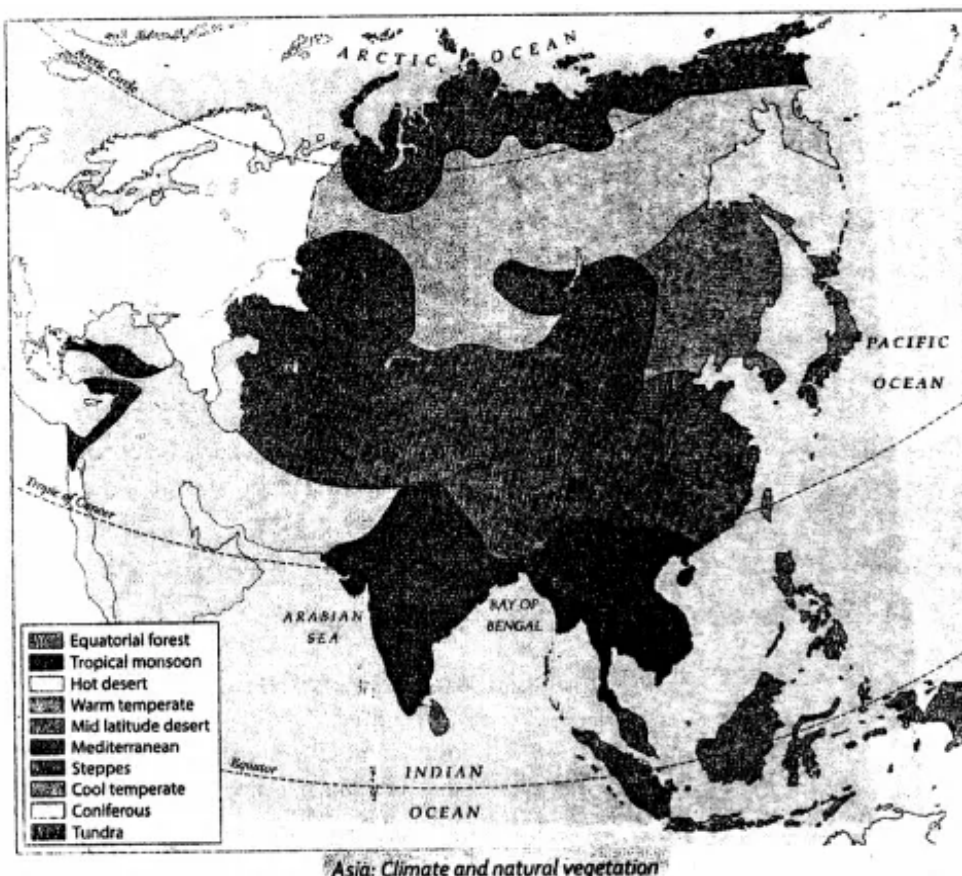 ARCTIC OCEAN
Arctic Circle
PACIFIC
OCEAN
Tropic of Cancer
ARABIAN
SEA
BAY OF
BENGAL
Equatorial forest
Tropical monsoon
Hot desert
Warm temperate
Mid latitude desert
Mediterranean
Steppes
Cool temperate
Coniferous
Tundra
Equator
INDIAN
OCEAN
Asia: Climate and natural vegetation